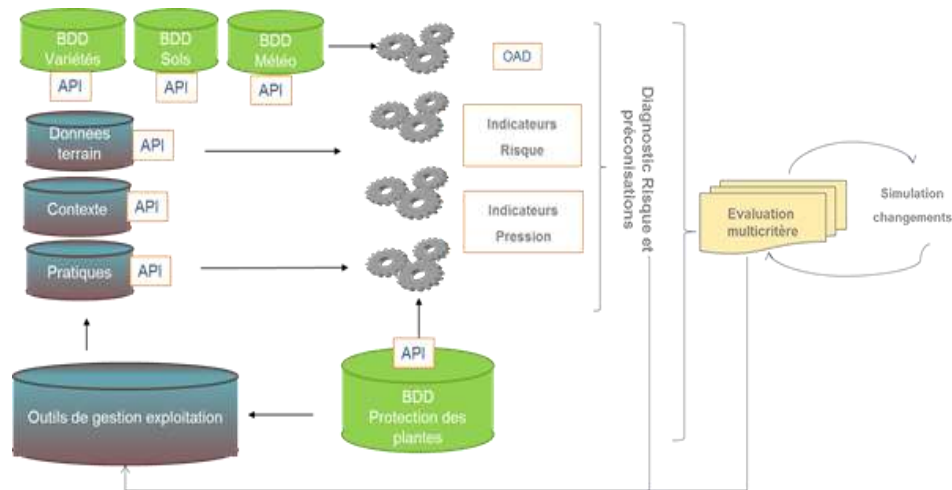 BDD
Variétés
BDD
Sols
BDD
Météo
API
API
API
OAD
Données
terrain
API
Indicateurs
Risque
Contexte
API
Indicateurs
Pression
Pratiques
API
Diagnostic Risque et
préconisations
Evaluation
multicritère
Simulation
changements
API
BDD
Protection des
plantes
Outils de gestion exploitation